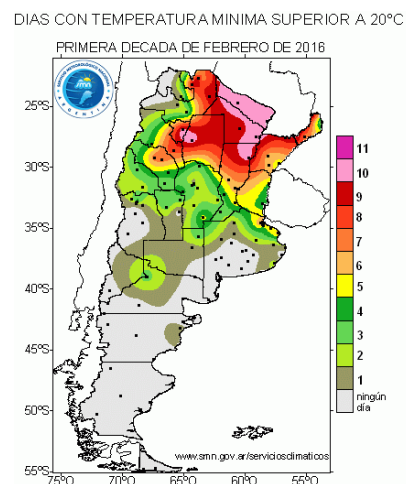 DIAS CON TEMPERATURA MINIMA SUPERIOR A 20ºC
PRIMERA DECADA DE FEBRERO DE 2016
25°S
30°S
35°S
40°S
45°S
50°S
55°S
75°O
70°O
65°O
60°O
55°O
11
10
9
8
7
6
5
4
3
2
1
ningún
día
www.smn.gov.ar/serviciosclimaticos